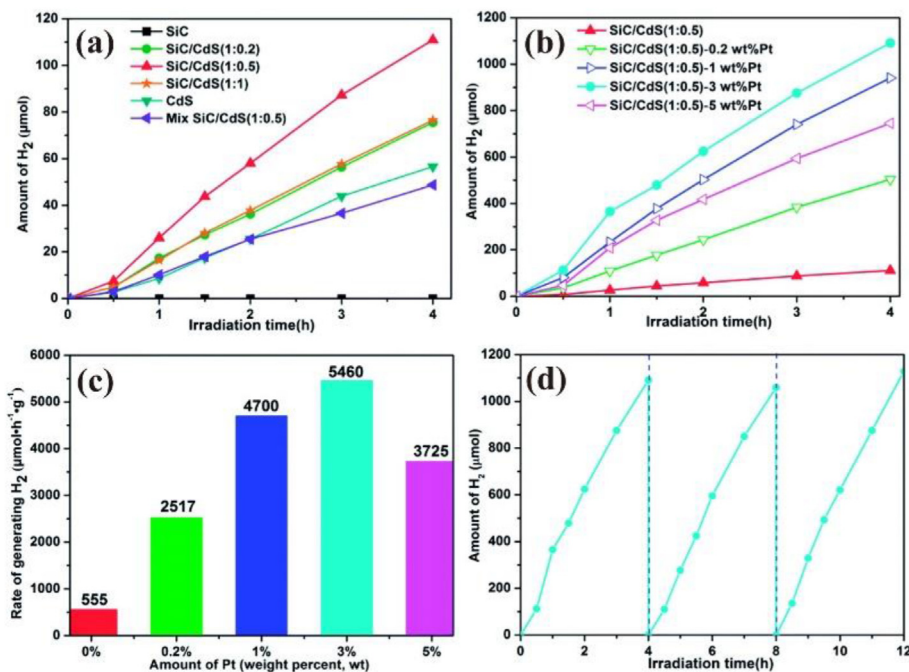 (a)
SiC
SiC/CdS(1:0.2)
SiC/CdS(1:0.5)
SiC/CdS(1:1)
CdS
Mix SiC/CdS(1:0.5)
Amount of H₂ (μmol)
120
100
80
60
40
20
0
0 1 2 3 4
Irradiation time(h)
(b)
SiC/CdS(1:0.5)
SiC/CdS(1:0.5)-0.2 wt%Pt
SiC/CdS(1:0.5)-1 wt%Pt
SiC/CdS(1:0.5)-3 wt%Pt
SiC/CdS(1:0.5)-5 wt%Pt
Amount of H₂ (μmol)
1200
1000
800
600
400
200
0
0 1 2 3 4
Irradiation time(h)
(c)
Rate of generating H₂ (μmol•h⁻¹•g⁻¹)
6000
5000
4000
3000
2000
1000
0
555
2517
4700
5460
3725
0% 0.2% 1% 3% 5%
Amount of Pt (weight percent, wt)
(d)
Amount of H₂ (μmol)
1200
1000
800
600
400
200
0
0 2 4 6 8 10 12
Irradiation time(h)